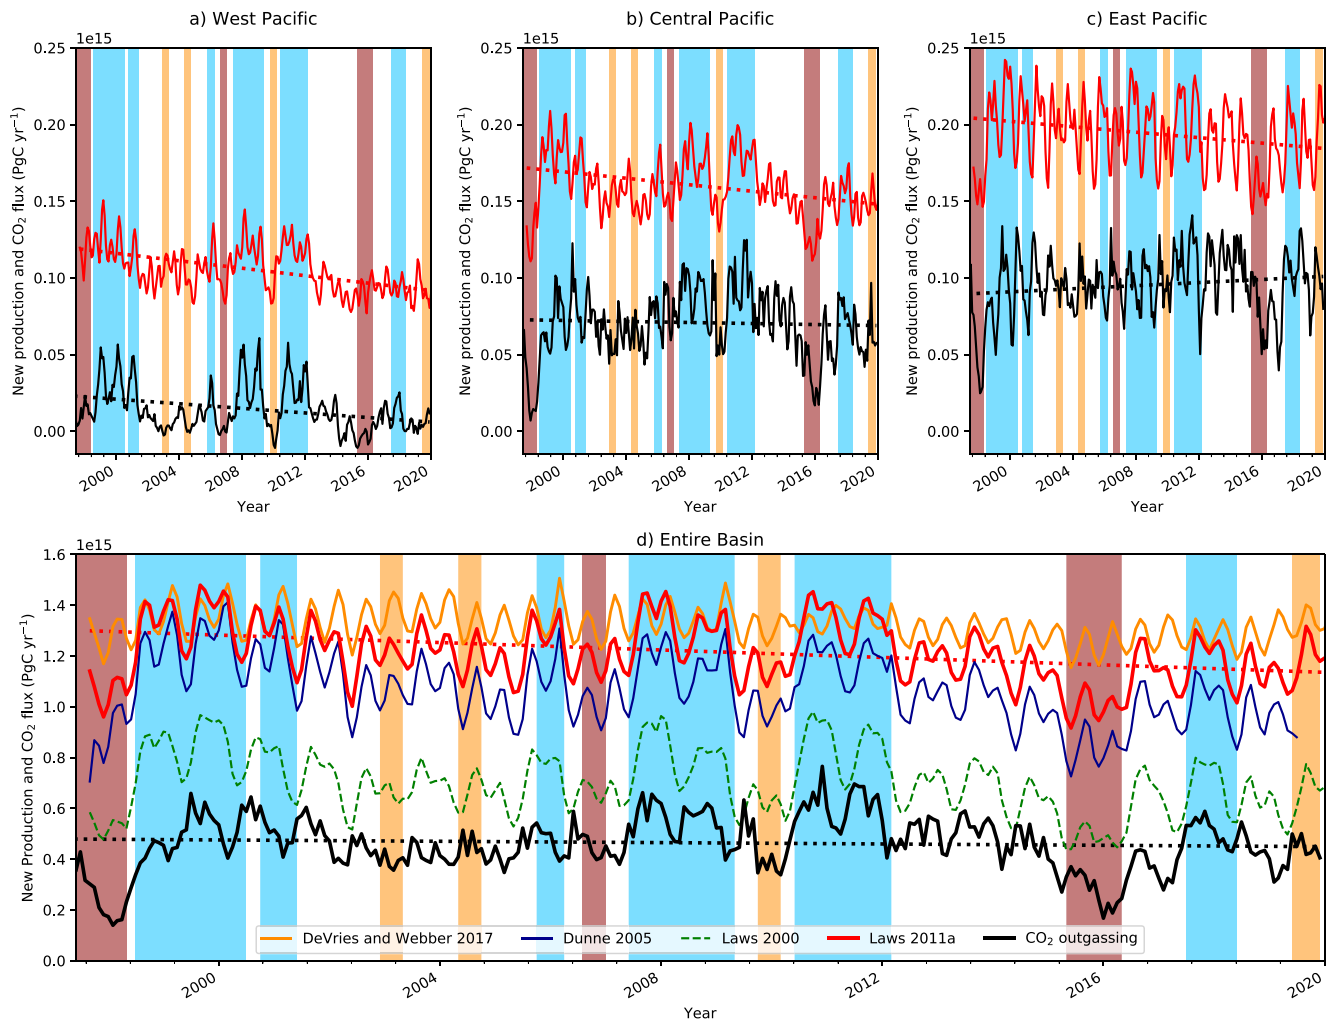 a) West Pacific
1e15
0.25
0.20
0.15
0.10
0.05
0.00
New production and CO₂ flux (PgC yr⁻¹)
2000
2004
2008
2012
2016
2020
Year
b) Central Pacific
1e15
0.25
0.20
0.15
0.10
0.05
0.00
New production and CO₂ flux (PgC yr⁻¹)
2000
2004
2008
2012
2016
2020
Year
c) East Pacific
1e15
0.25
0.20
0.15
0.10
0.05
0.00
New production and CO₂ flux (PgC yr⁻¹)
2000
2004
2008
2012
2016
2020
Year
d) Entire Basin
1e15
1.6
1.4
1.2
1.0
0.8
0.6
0.4
0.2
0.0
New Production and CO₂ flux (PgC yr⁻¹)
DeVries and Webber 2017
Dunne 2005
Laws 2000
Laws 2011a
CO₂ outgassing
2000
2004
2008
2012
2016
2020
Year